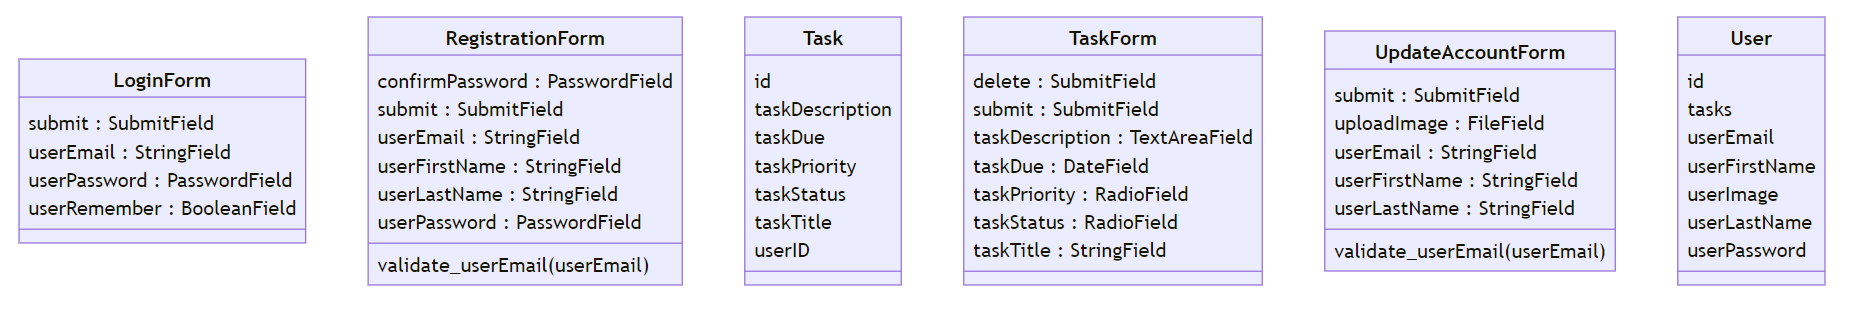 LoginForm
submit : SubmitField
userEmail : StringField
userPassword : PasswordField
userRemember : BooleanField
RegistrationForm
confirmPassword : PasswordField
submit : SubmitField
userEmail : StringField
userFirstName : StringField
userLastName : StringField
userPassword : PasswordField
validate_userEmail(userEmail)
Task
id
taskDescription
taskDue
taskPriority
taskStatus
taskTitle
userID
TaskForm
delete : SubmitField
submit : SubmitField
taskDescription : TextAreaField
taskDue : DateField
taskPriority : RadioField
taskStatus : RadioField
taskTitle : StringField
UpdateAccountForm
submit : SubmitField
uploadImage : FileField
userEmail : StringField
userFirstName : StringField
userLastName : StringField
validate_userEmail(userEmail)
User
id
tasks
userEmail
userFirstName
userImage
userLastName
userPassword